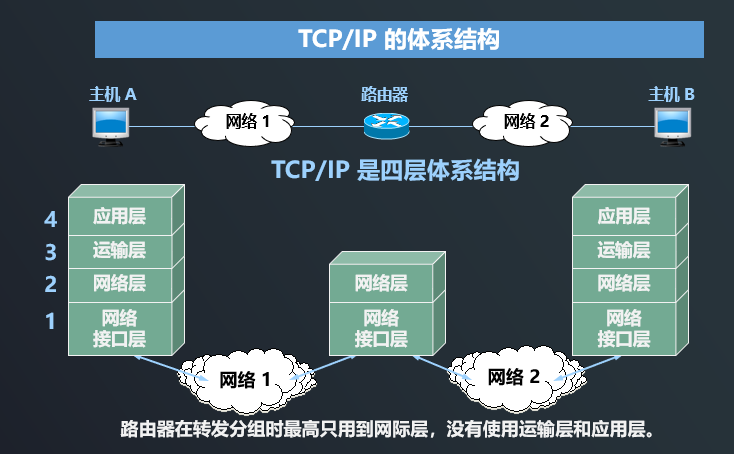 TCP/IP 的体系结构
主机 A
路由器
主机 B
网络 1
网络 2
TCP/IP 是四层体系结构
4
应用层
应用层
3
运输层
运输层
2
网络层
网络层
网络层
1
网络
接口层
网络
接口层
网络
接口层
网络 1
网络 2
路由器在转发分组时最高只用到网际层，没有使用运输层和应用层。